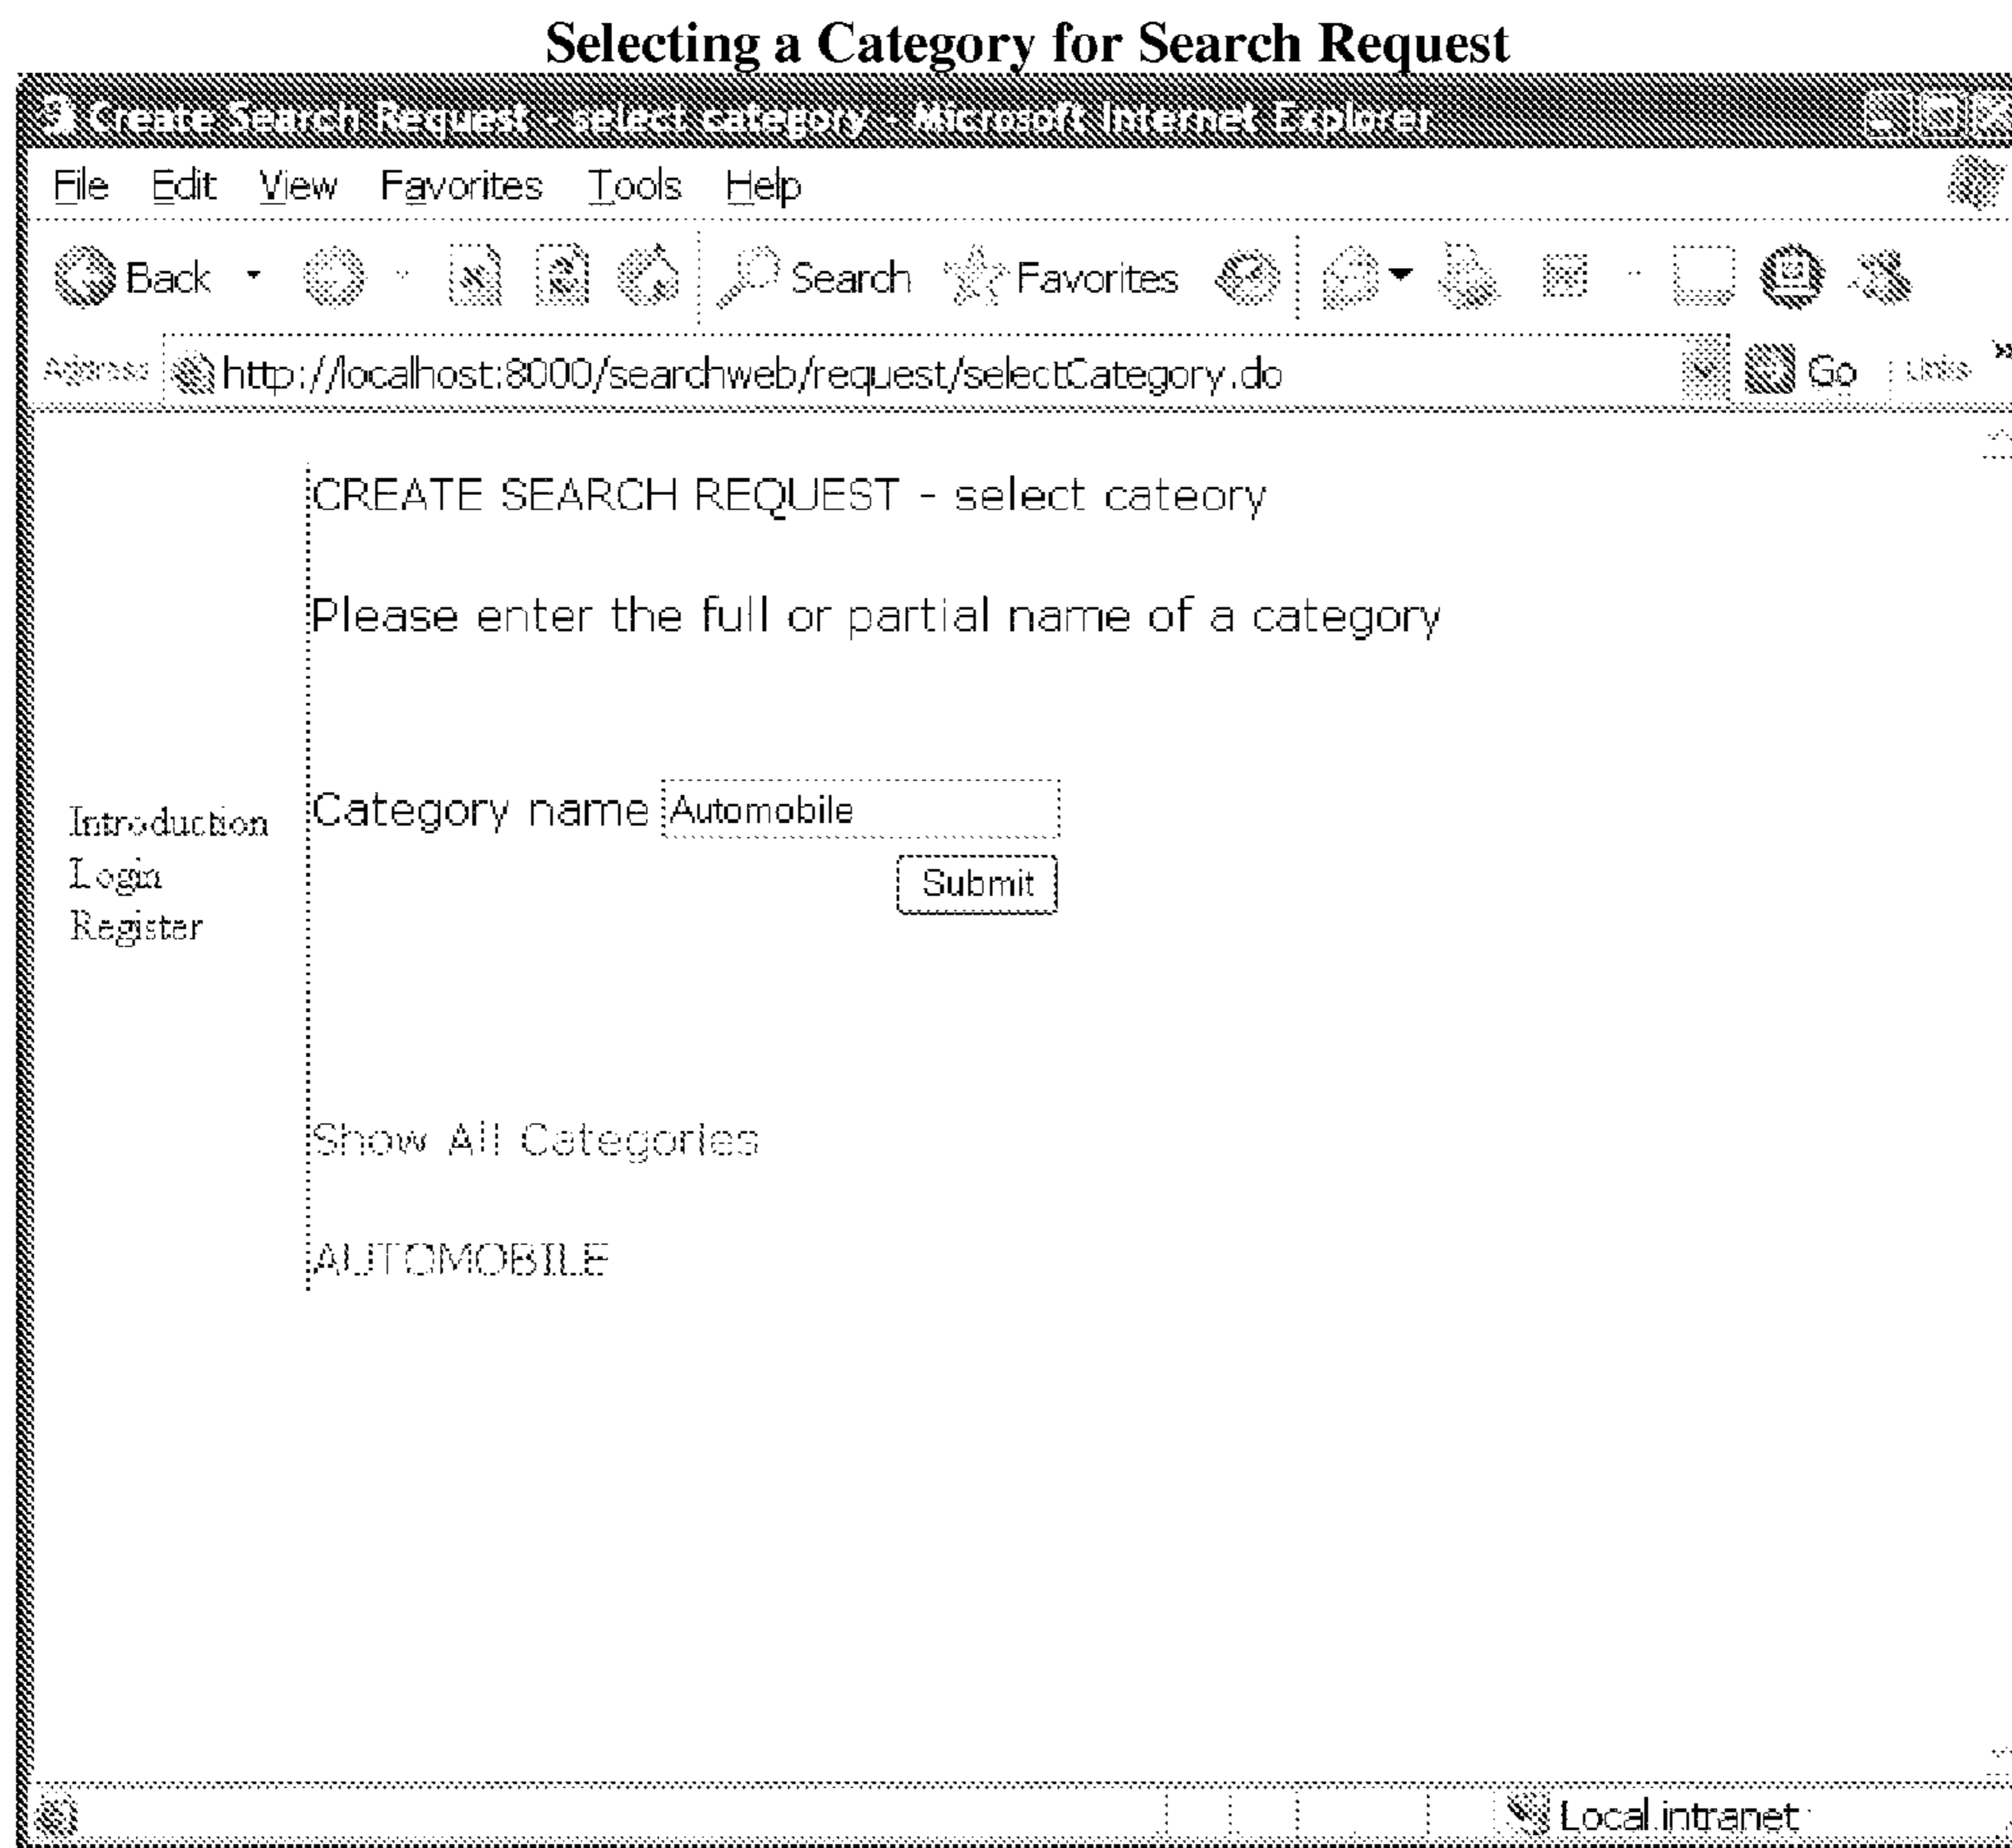 Selecting a Category for Search Request
Create Search Request - select category - Microsoft Internet Explorer
File Edit View Favorites Tools Help
Back Search Favorites
Address http://localhost:8000/searchweb/request/selectCategory.do Go Links »
CREATE SEARCH REQUEST - select cateory
Please enter the full or partial name of a category
Category name Automobile
Submit
Introduction
Login
Register
Show All Categories
AUTOMOBILE
Local intranet